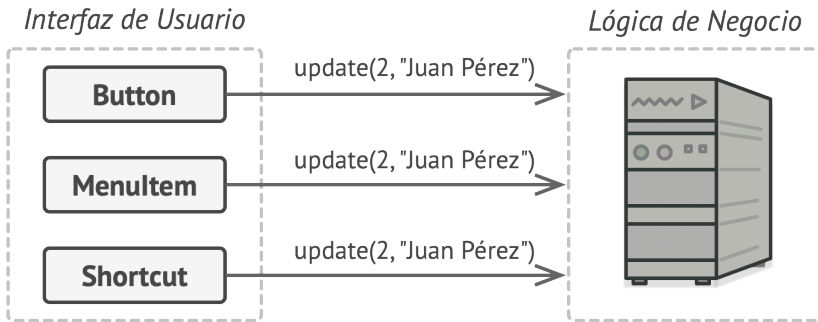 Interfaz de Usuario
Lógica de Negocio
Button
update(2, "Juan Pérez")
MenuItem
update(2, "Juan Pérez")
Shortcut
update(2, "Juan Pérez")